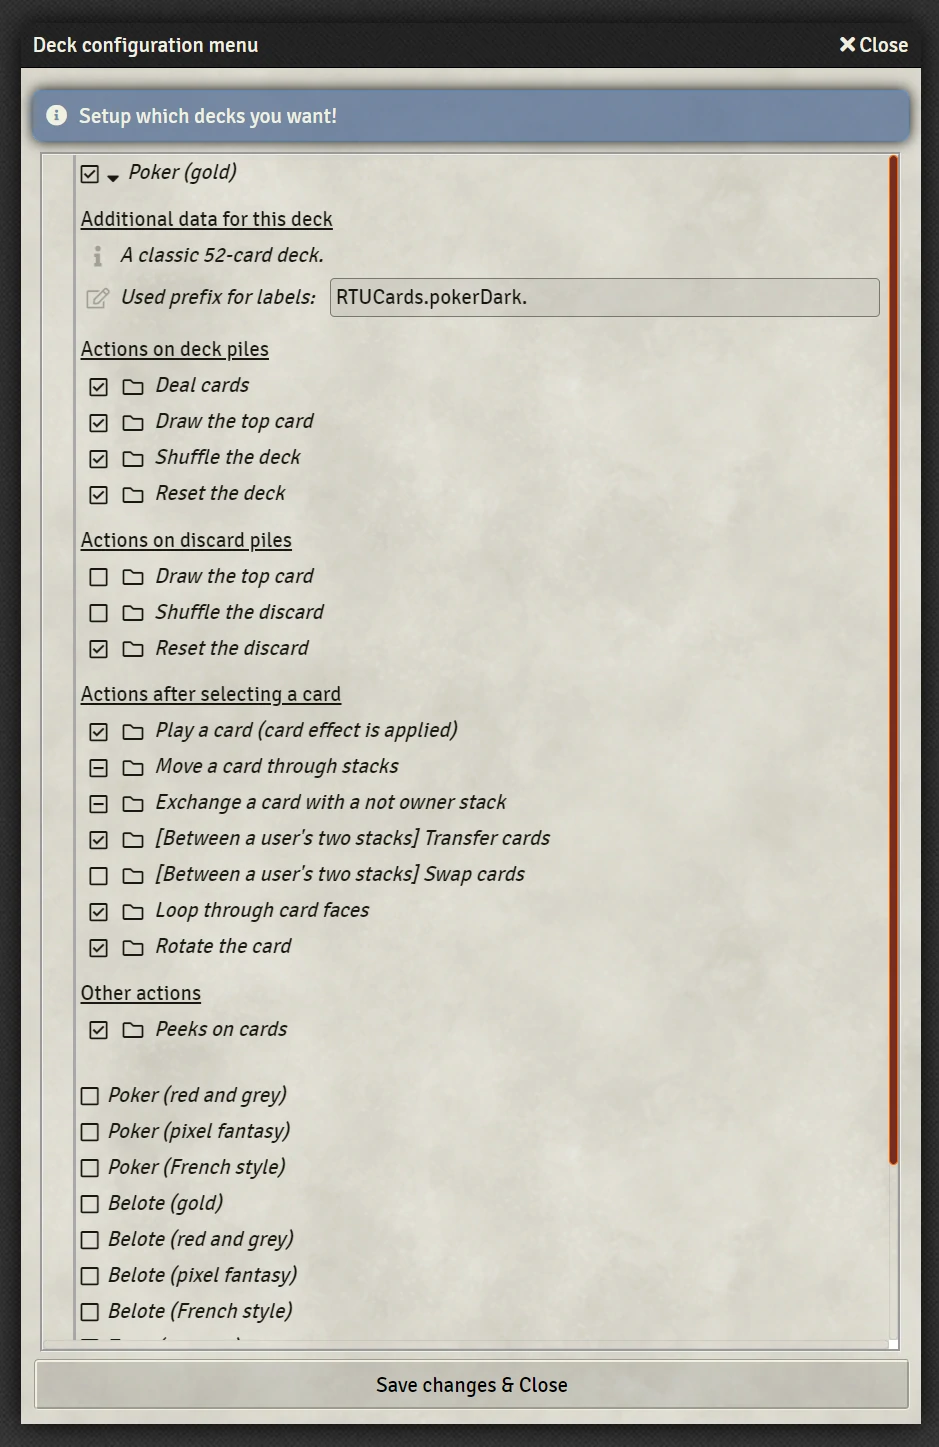 Deck configuration menu
Close
Setup which decks you want!
Poker (gold)
Additional data for this deck
A classic 52-card deck.
Used prefix for labels: RTUCards.pokerDark.
Actions on deck piles
Deal cards
Draw the top card
Shuffle the deck
Reset the deck
Actions on discard piles
Draw the top card
Shuffle the discard
Reset the discard
Actions after selecting a card
Play a card (card effect is applied)
Move a card through stacks
Exchange a card with a not owner stack
[Between a user's two stacks] Transfer cards
[Between a user's two stacks] Swap cards
Loop through card faces
Rotate the card
Other actions
Peeks on cards
Poker (red and grey)
Poker (pixel fantasy)
Poker (French style)
Belote (gold)
Belote (red and grey)
Belote (pixel fantasy)
Belote (French style)
Save changes & Close